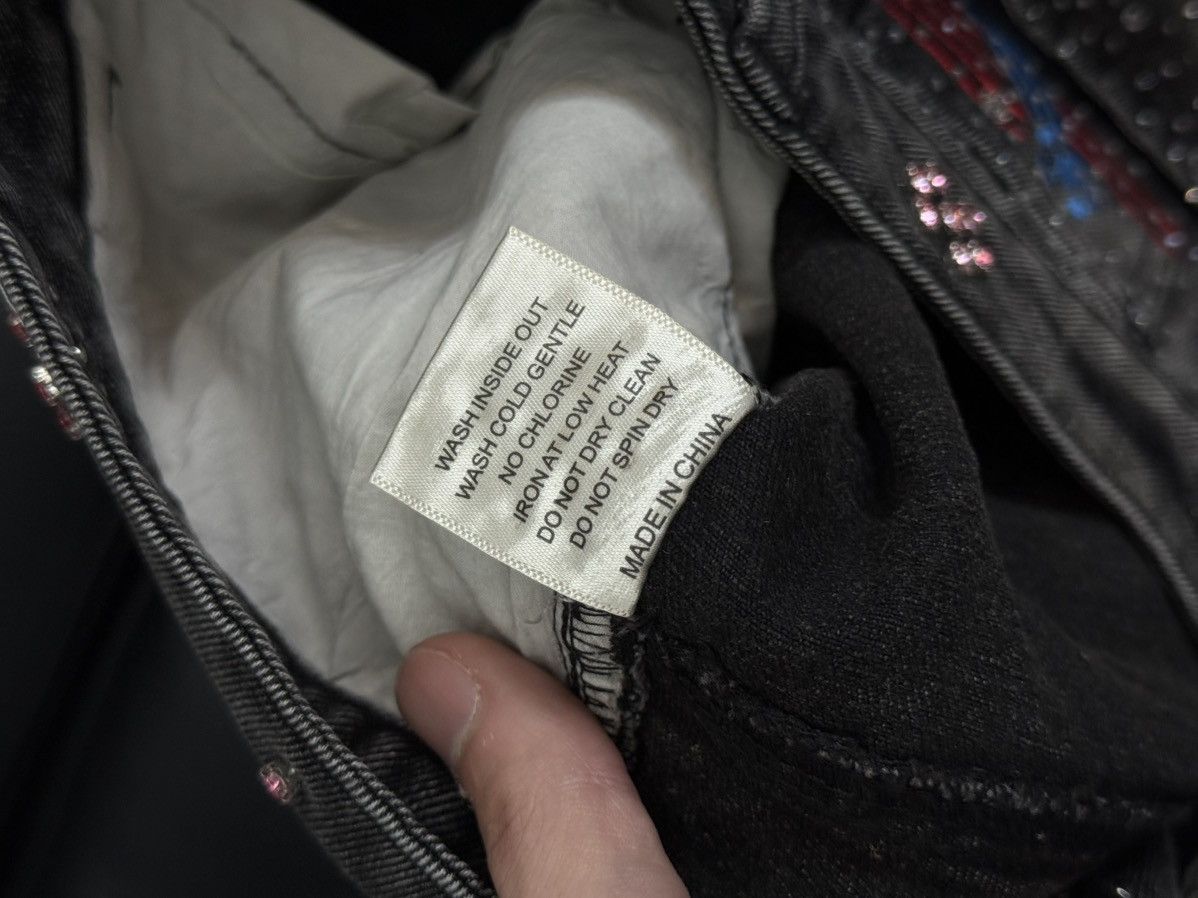 WASH INSIDE OUT
WASH COLD GENTLE
NO CHLORINE
IRON AT LOW HEAT
DO NOT DRY CLEAN
DO NOT SPIN DRY
MADE IN CHINA